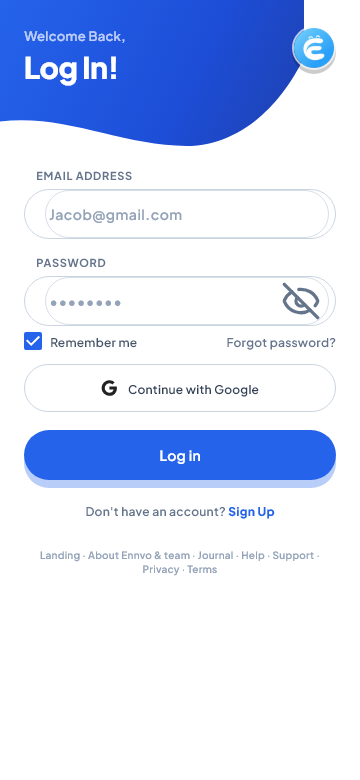 Welcome Back,
Log In!
EMAIL ADDRESS
Jacob@gmail.com
PASSWORD
••••••••
Remember me
Forgot password?
G Continue with Google
Log in
Don't have an account? Sign Up
Landing · About Ennvo & team · Journal · Help · Support ·
Privacy · Terms